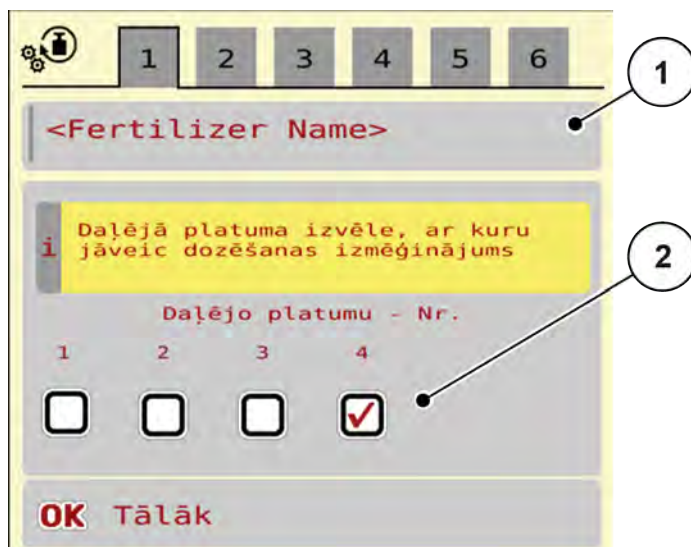 1 2 3 4 5 6
1
<Fertilizer Name>
i
Daļējā platuma izvēle, ar kuru
jāveic dozēšanas izmēģinājums
2
Daļējo platumu - Nr.
1 2 3 4
OK Tālāk